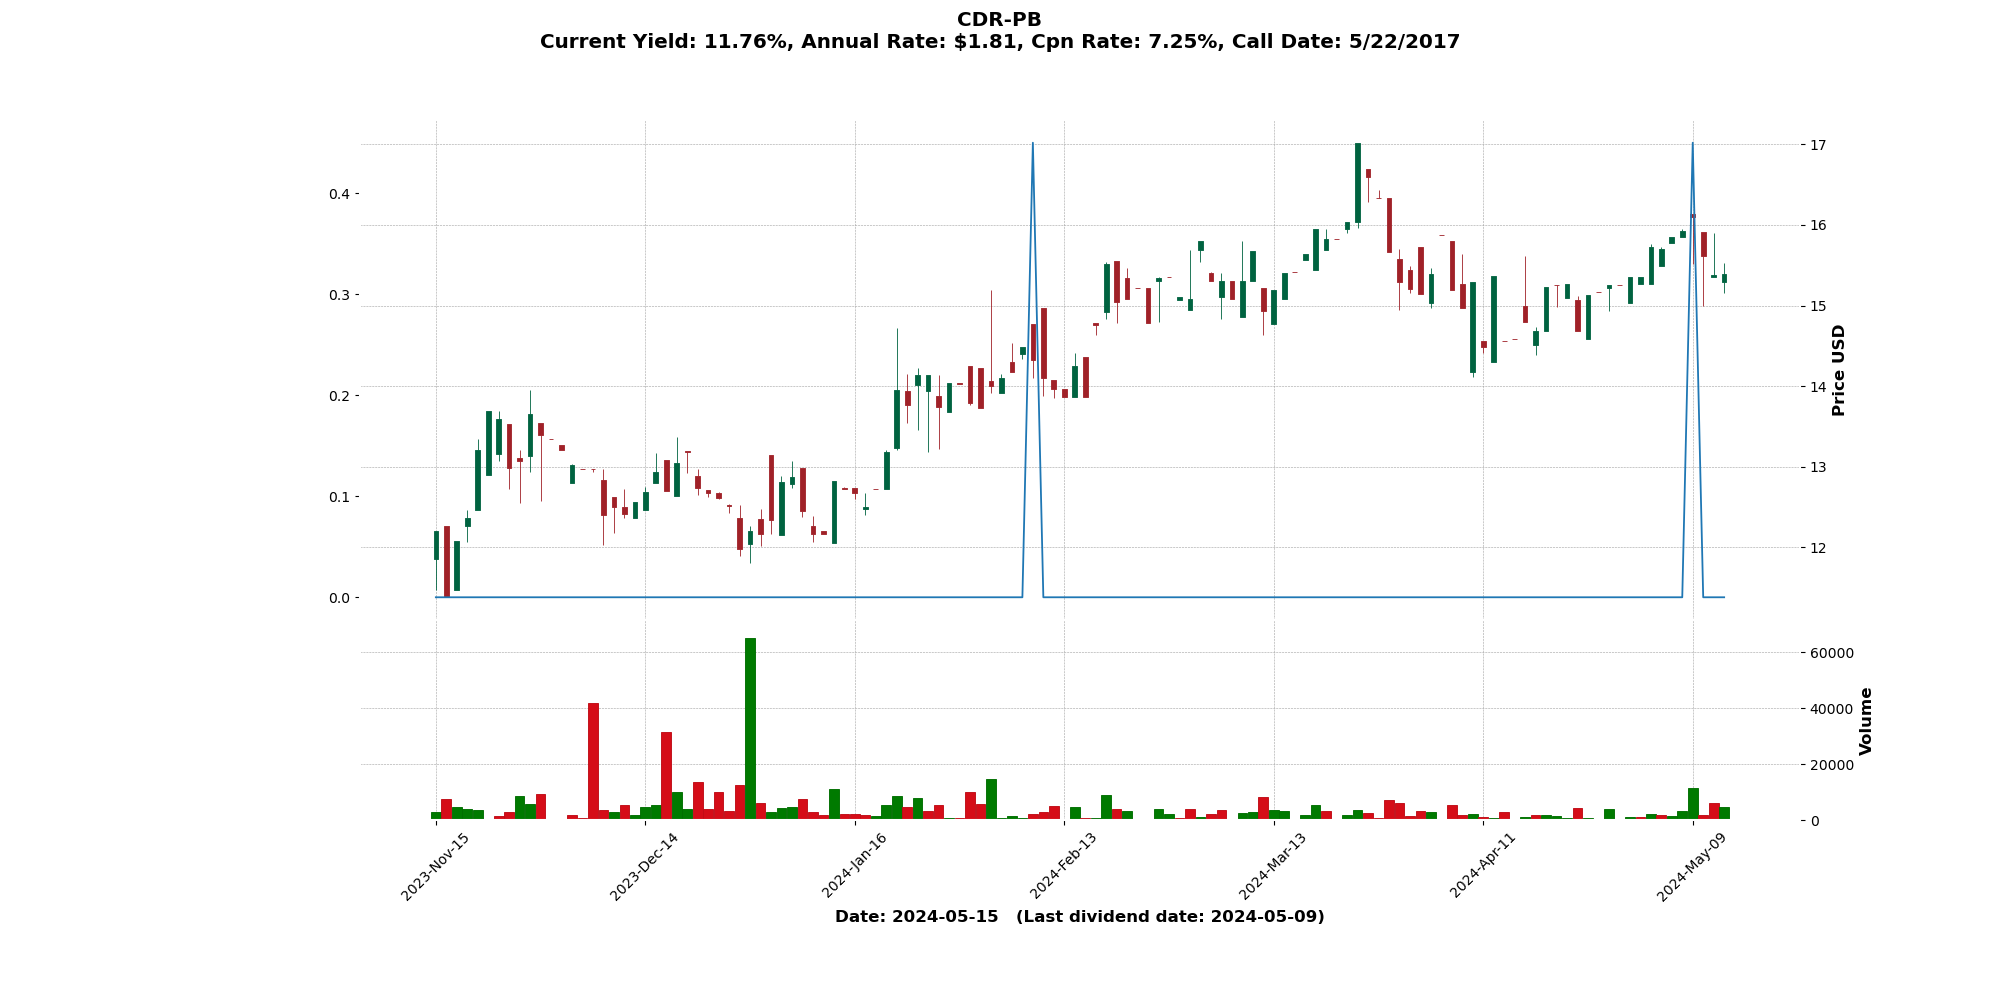 CDR-PB
Current Yield: 11.76%, Annual Rate: $1.81, Cpn Rate: 7.25%, Call Date: 5/22/2017
0.4
0.3
0.2
0.1
0.0
17
16
15
14
13
12
Price USD
60000
40000
20000
0
Volume
2023-Nov-15
2023-Dec-14
2024-Jan-16
2024-Feb-13
2024-Mar-13
2024-Apr-11
2024-May-09
Date: 2024-05-15   (Last dividend date: 2024-05-09)